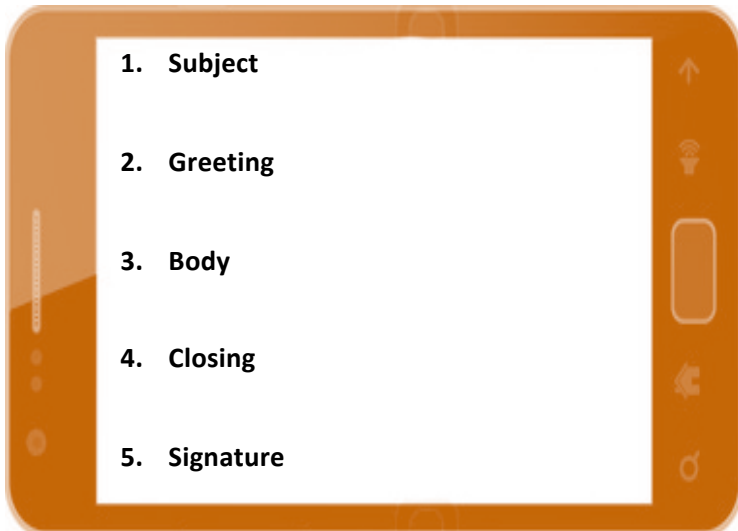 1. Subject
2. Greeting
3. Body
4. Closing
5. Signature